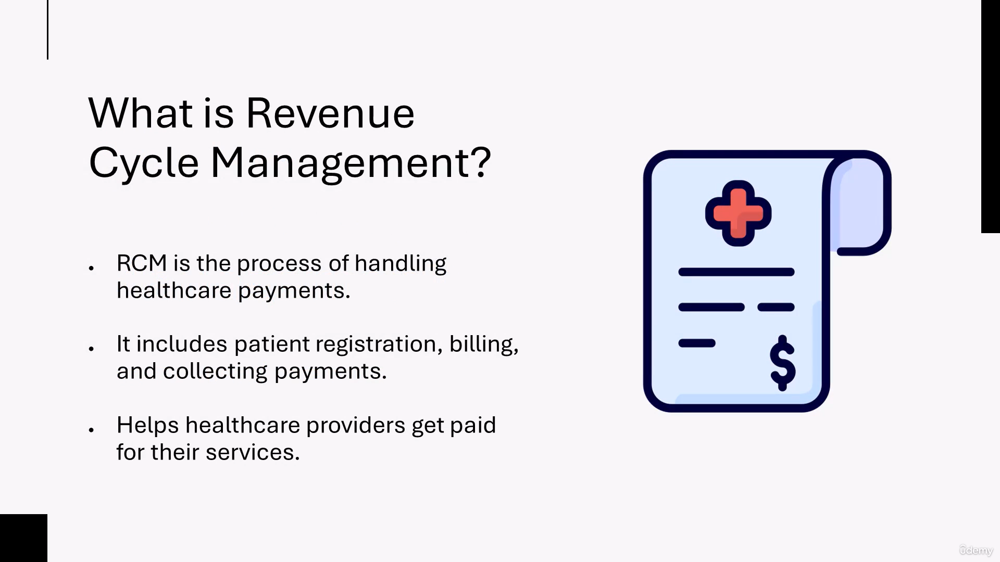 What is Revenue
Cycle Management?
• RCM is the process of handling
healthcare payments.
• It includes patient registration, billing,
and collecting payments.
• Helps healthcare providers get paid
for their services.
$
ûdemy